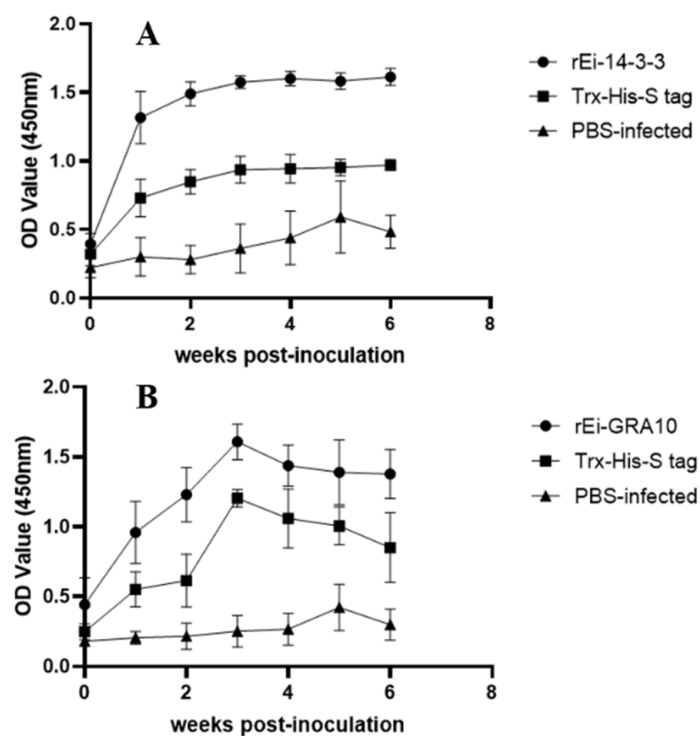 A
2.0
1.5
1.0
0.5
0.0
OD Value (450nm)
0 2 4 6 8
weeks post-inoculation
rEi-14-3-3
Trx-His-S tag
PBS-infected
B
2.0
1.5
1.0
0.5
0.0
OD Value (450nm)
0 2 4 6 8
weeks post-inoculation
rEi-GRA10
Trx-His-S tag
PBS-infected